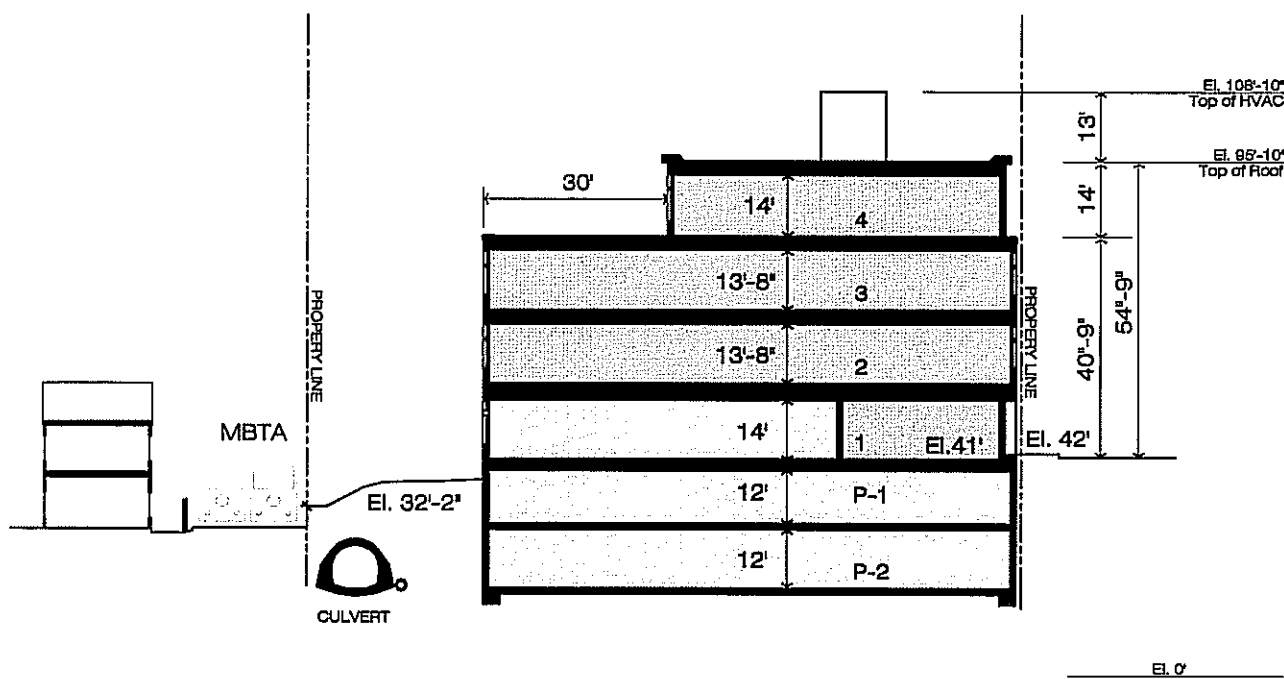 El. 108'-10"
Top of HVAC
13'
El. 95'-10"
Top of Roof
30'
14'
4
14'
13'-8"
3
PROPERY LINE
PROPERY LINE
54"-9"
40"-9"
13'-8"
2
MBTA
14'
1
El.41'
El. 42'
El. 32'-2"
12'
P-1
12'
P-2
CULVERT
El. 0'